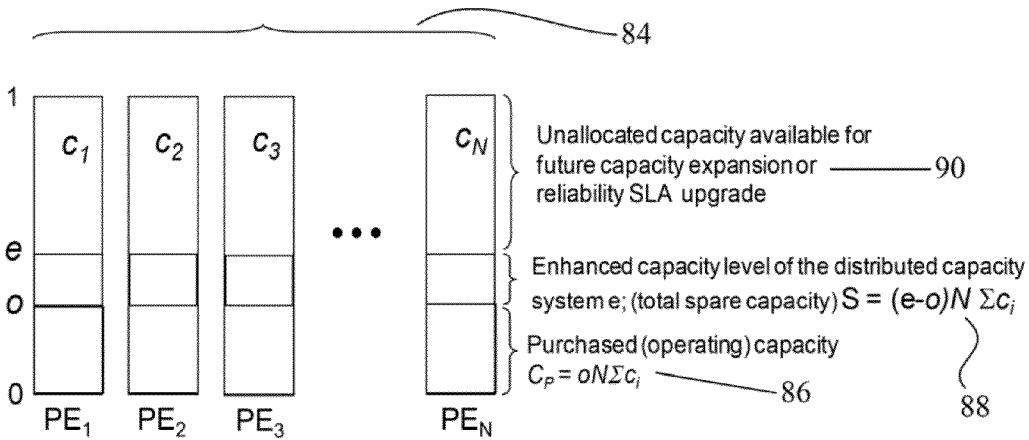 84
1
c1 c2 c3 cN
Unallocated capacity available for
future capacity expansion or
reliability SLA upgrade
90
•••
e
Enhanced capacity level of the distributed capacity
system e; (total spare capacity) S = (e-o)N Σci
o
Purchased (operating) capacity
CP = oNΣci
86
88
0
PE1 PE2 PE3 PEN